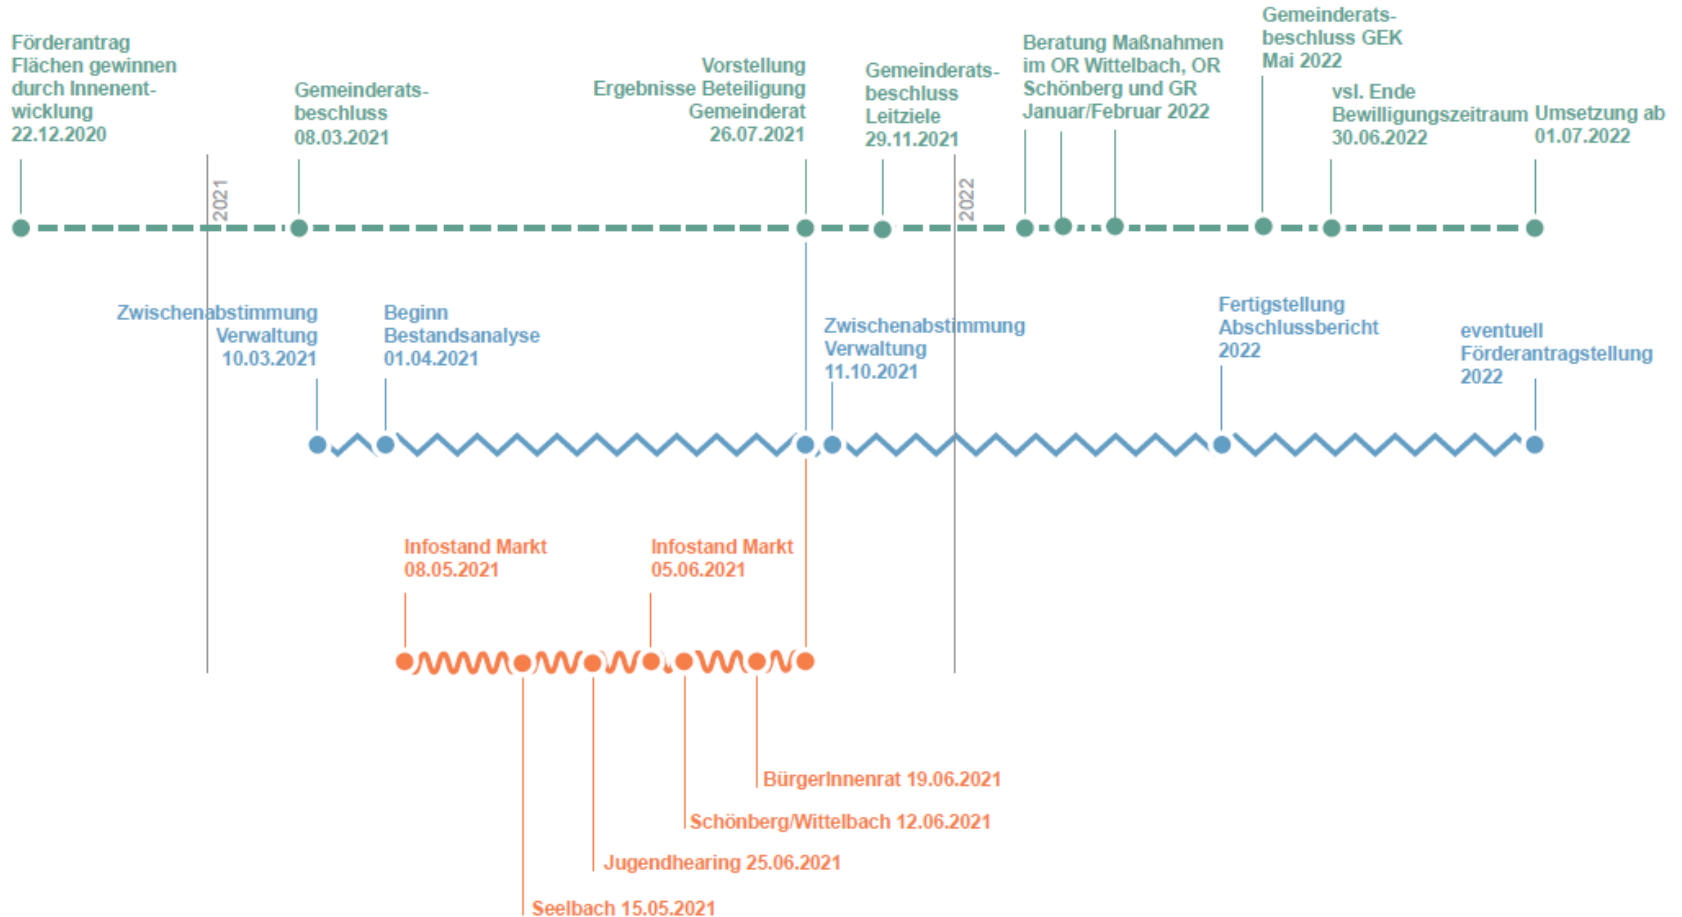 Förderantrag
Flächen gewinnen
durch Innenent-
wicklung
22.12.2020
Gemeinderats-
beschluss
08.03.2021
Vorstellung
Ergebnisse Beteiligung
Gemeinderat
26.07.2021
Gemeinderats-
beschluss
Leitziele
29.11.2021
Beratung Maßnahmen
im OR Wittelbach, OR
Schönberg und GR
Januar/Februar 2022
Gemeinderats-
beschluss GEK
Mai 2022
vsl. Ende
Bewilligungszeitraum
30.06.2022
Umsetzung ab
01.07.2022
2021
2022
Zwischenabstimmung
Verwaltung
10.03.2021
Beginn
Bestandsanalyse
01.04.2021
Zwischenabstimmung
Verwaltung
11.10.2021
Fertigstellung
Abschlussbericht
2022
eventuell
Förderantragstellung
2022
Infostand Markt
08.05.2021
Infostand Markt
05.06.2021
BürgerInnenrat 19.06.2021
Schönberg/Wittelbach 12.06.2021
Jugendhearing 25.06.2021
Seelbach 15.05.2021